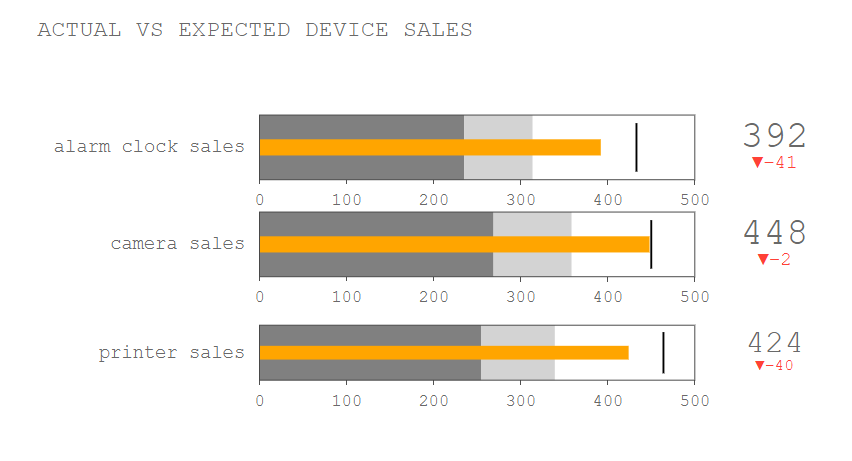 ACTUAL VS EXPECTED DEVICE SALES
alarm clock sales
0 100 200 300 400 500
392
▼−41
camera sales
0 100 200 300 400 500
448
▼−2
printer sales
0 100 200 300 400 500
424
▼−40